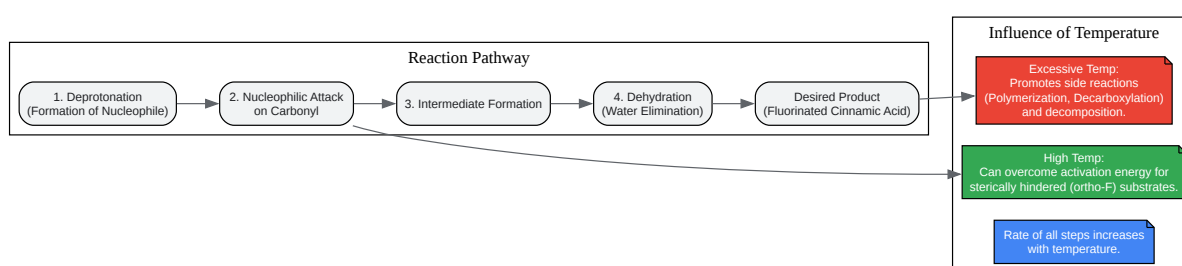 Reaction Pathway
1. Deprotonation
(Formation of Nucleophile)
2. Nucleophilic Attack
on Carbonyl
3. Intermediate Formation
4. Dehydration
(Water Elimination)
Desired Product
(Fluorinated Cinnamic Acid)
Influence of Temperature
Excessive Temp:
Promotes side reactions
(Polymerization, Decarboxylation)
and decomposition.
High Temp:
Can overcome activation energy for
sterically hindered (ortho-F) substrates.
Rate of all steps increases
with temperature.